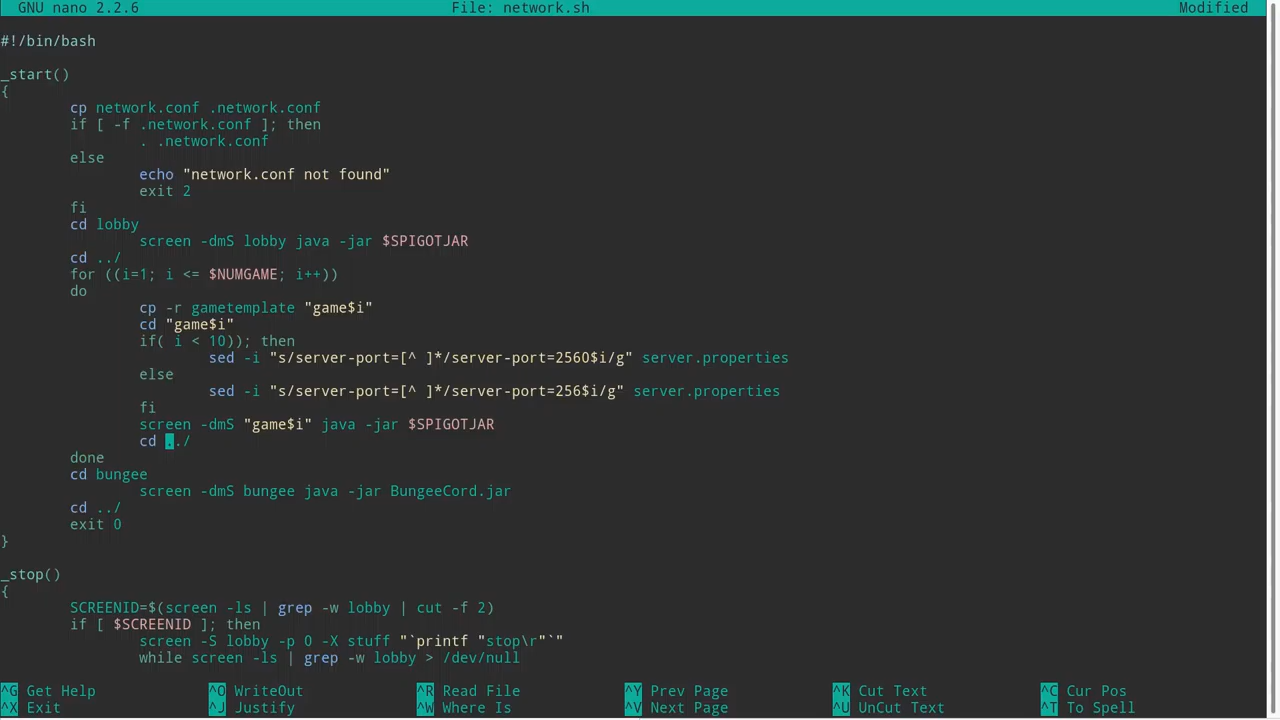 GNU nano 2.2.6 File: network.sh Modified
#!/bin/bash
_start()
{
cp network.conf .network.conf
if [ -f .network.conf ]; then
. .network.conf
else
echo "network.conf not found"
exit 2
fi
cd lobby
screen -dmS lobby java -jar $SPIGOTJAR
cd ../
for ((i=1; i <= $NUMGAME; i++))
do
cp -r gametemplate "game$i"
cd "game$i"
if( i < 10)); then
sed -i "s/server-port=[^ ]*/server-port=2560$i/g" server.properties
else
sed -i "s/server-port=[^ ]*/server-port=256$i/g" server.properties
fi
screen -dmS "game$i" java -jar $SPIGOTJAR
cd ../
done
cd bungee
screen -dmS bungee java -jar BungeeCord.jar
cd ../
exit 0
}
_stop()
{
SCREENID=$(screen -ls | grep -w lobby | cut -f 2)
if [ $SCREENID ]; then
screen -S lobby -p 0 -X stuff "`printf "stop\r"`"
while screen -ls | grep -w lobby > /dev/null
^G Get Help ^O WriteOut ^R Read File ^Y Prev Page ^K Cut Text ^C Cur Pos
^X Exit ^J Justify ^W Where Is ^V Next Page ^U UnCut Text ^T To Spell